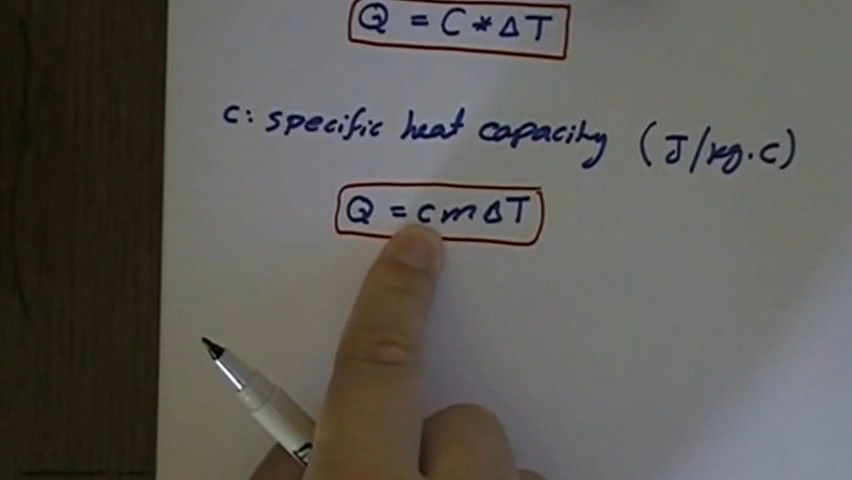 Q = C * ΔT
c: specific heat capacity (J/kg.c)
Q = cmΔT